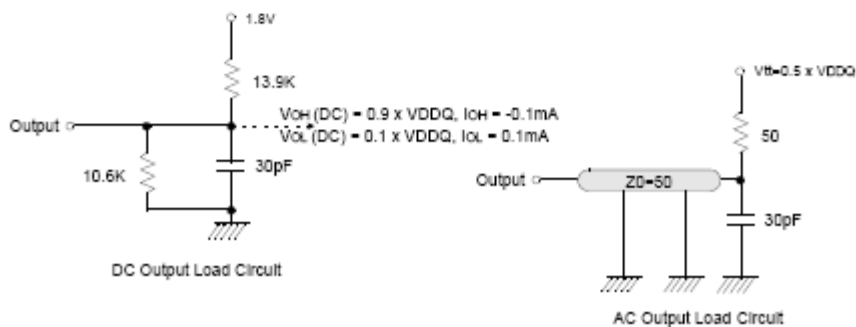 1.8V
13.9K
Output
VOH (DC) = 0.9 x VDDQ, IOH = -0.1mA
VOL (DC) = 0.1 x VDDQ, IOL = 0.1mA
10.6K
30pF
DC Output Load Circuit
Vtt=0.5 x VDDQ
50
Output
Z0=50
30pF
AC Output Load Circuit